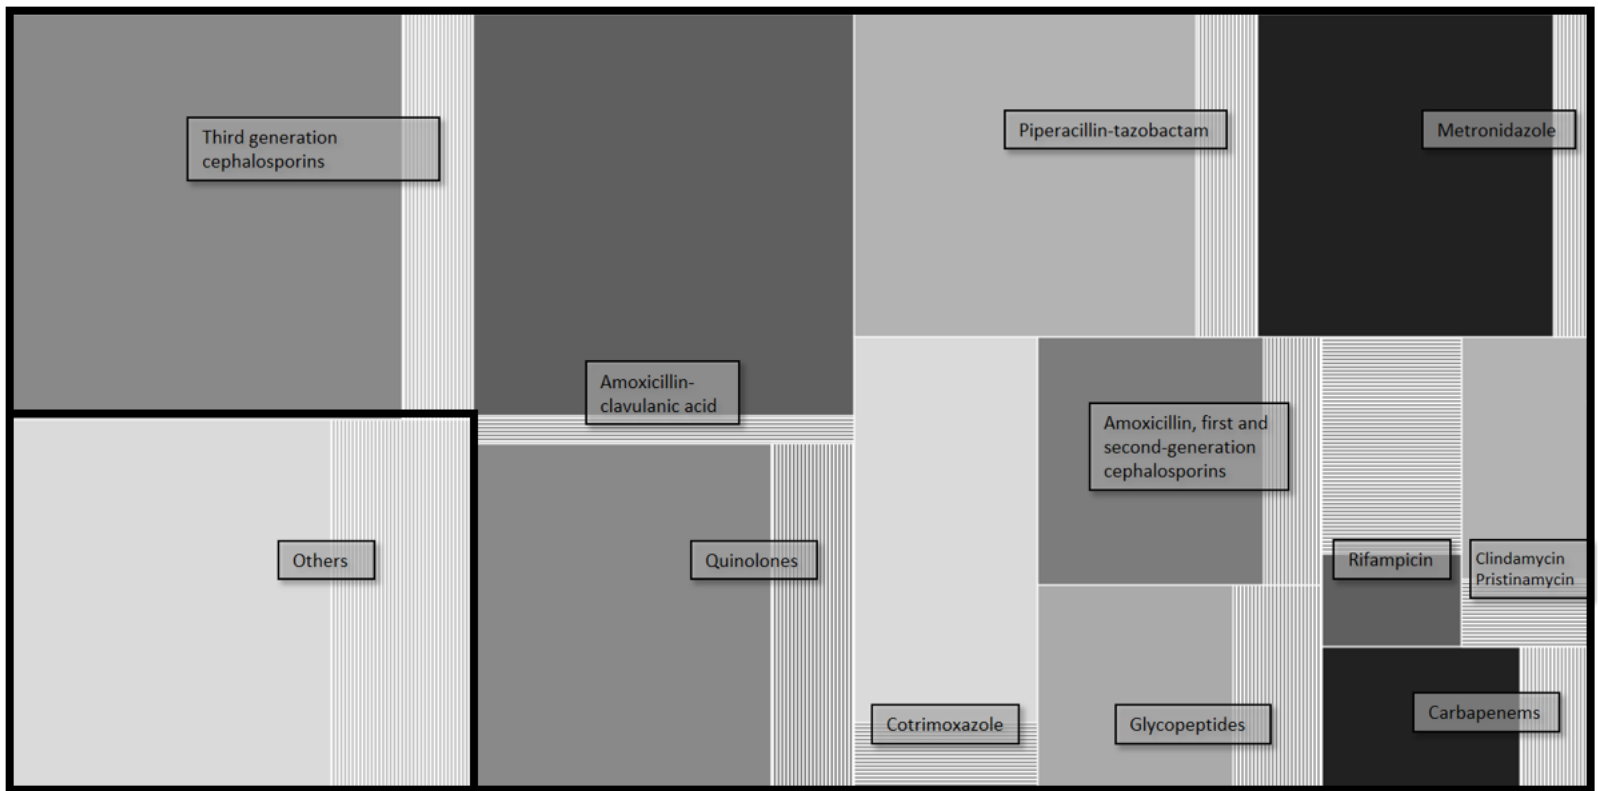 Third generation
cephalosporins
Piperacillin-tazobactam
Metronidazole
Amoxicillin-
clavulanic acid
Amoxicillin, first and
second-generation
cephalosporins
Others
Quinolones
Rifampicin
Clindamycin
Pristinamycin
Cotrimoxazole
Glycopeptides
Carbapenems